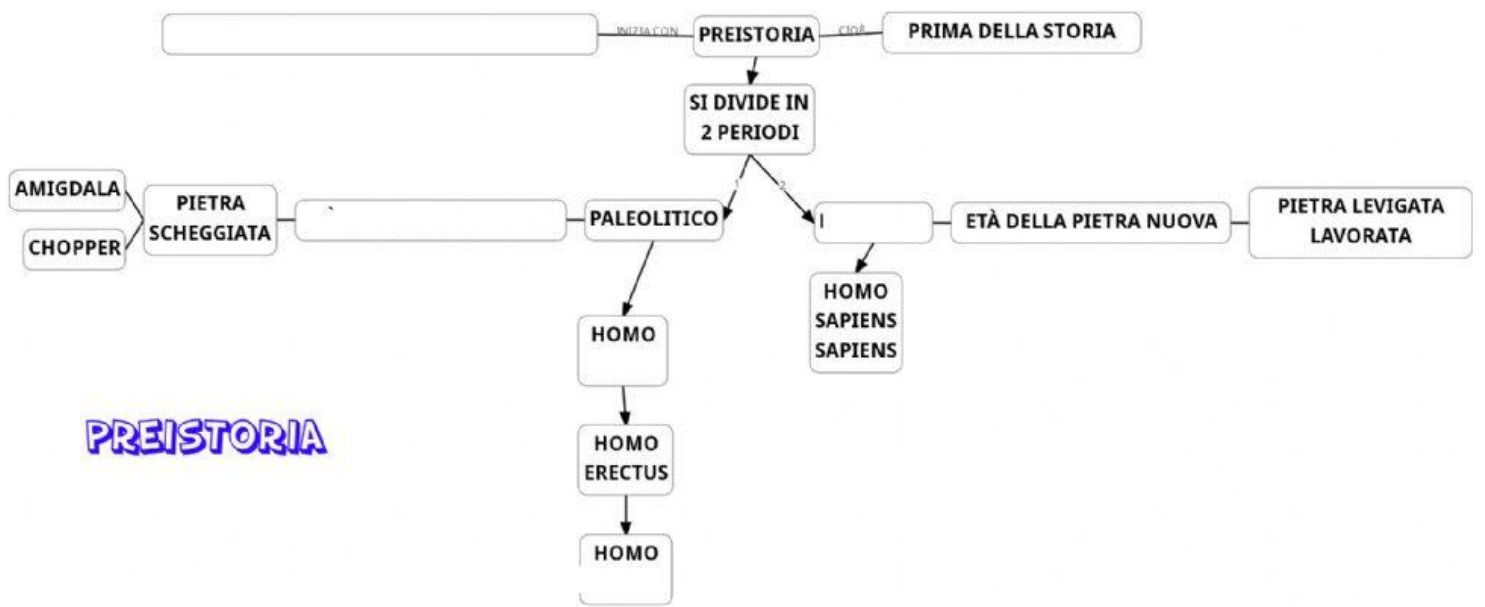 INIZIA CON
PREISTORIA
CIOÈ
PRIMA DELLA STORIA
SI DIVIDE IN
2 PERIODI
1
2
AMIGDALA
CHOPPER
PIETRA
SCHEGGIATA
PALEOLITICO
ETÀ DELLA PIETRA NUOVA
PIETRA LEVIGATA
LAVORATA
HOMO
HOMO
ERECTUS
HOMO
HOMO
SAPIENS
SAPIENS
PREISTORIA